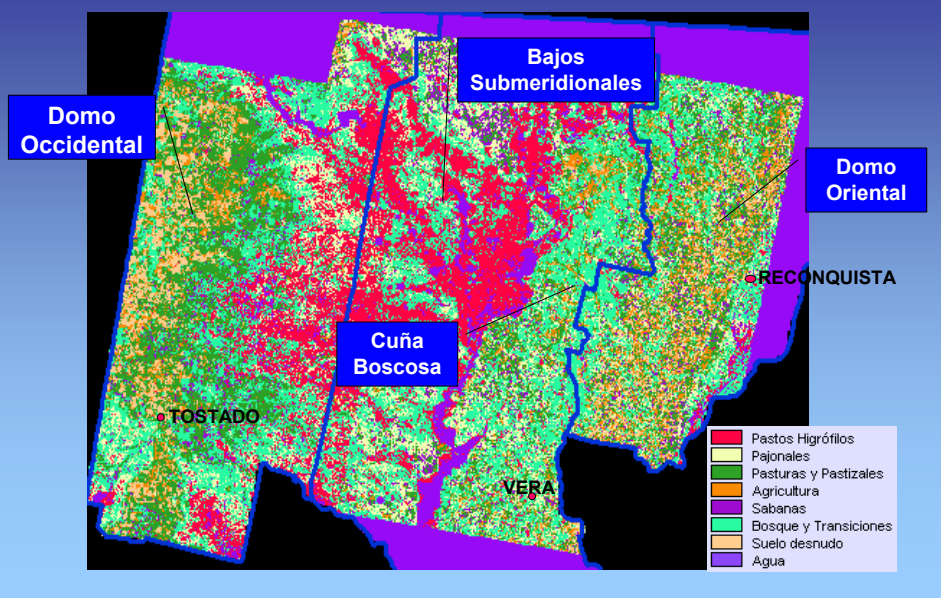 Bajos
Submeridionales
Domo
Occidental
Domo
Oriental
RECONQUISTA
Cuña
Boscosa
TOSTADO
VERA
Pastos Higrófilos
Pajonales
Pasturas y Pastizales
Agricultura
Sabanas
Bosque y Transiciones
Suelo desnudo
Agua